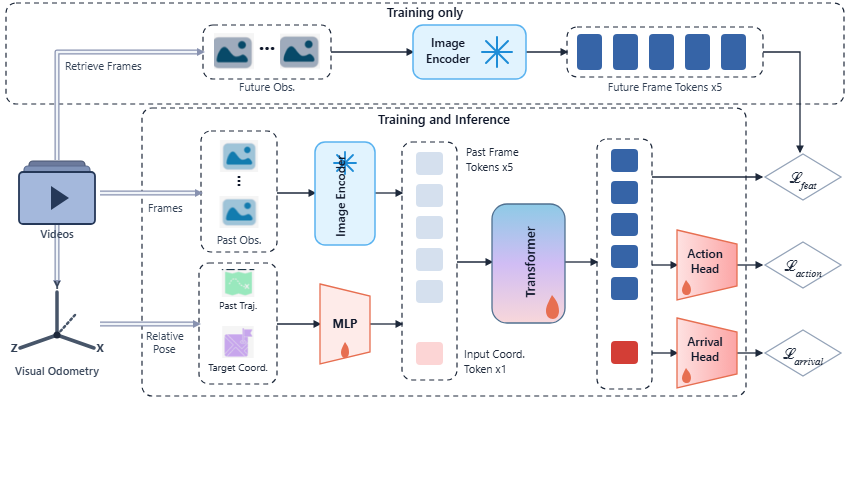 Training only
Retrieve Frames
Future Obs.
Image
Encoder
Future Frame Tokens x5
Training and Inference
Videos
Frames
Past Obs.
Image Encoder
Past Frame
Tokens x5
Transformer
ℒfeat
Action
Head
ℒaction
Y
Z
X
Visual Odometry
Relative
Pose
Past Traj.
Target Coord.
MLP
Input Coord.
Token x1
Arrival
Head
ℒarrival